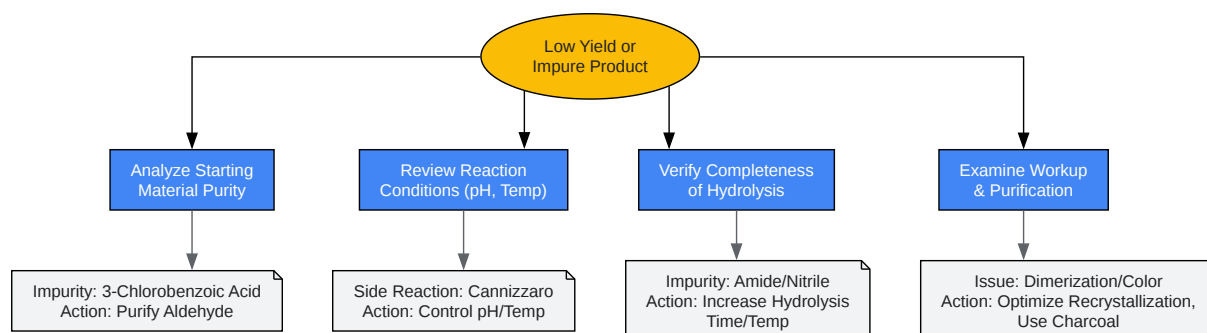 Low Yield or
Impure Product
Analyze Starting
Material Purity
Review Reaction
Conditions (pH, Temp)
Verify Completeness
of Hydrolysis
Examine Workup
& Purification
Impurity: 3-Chlorobenzoic Acid
Action: Purify Aldehyde
Side Reaction: Cannizzaro
Action: Control pH/Temp
Impurity: Amide/Nitrile
Action: Increase Hydrolysis
Time/Temp
Issue: Dimerization/Color
Action: Optimize Recrystallization,
Use Charcoal